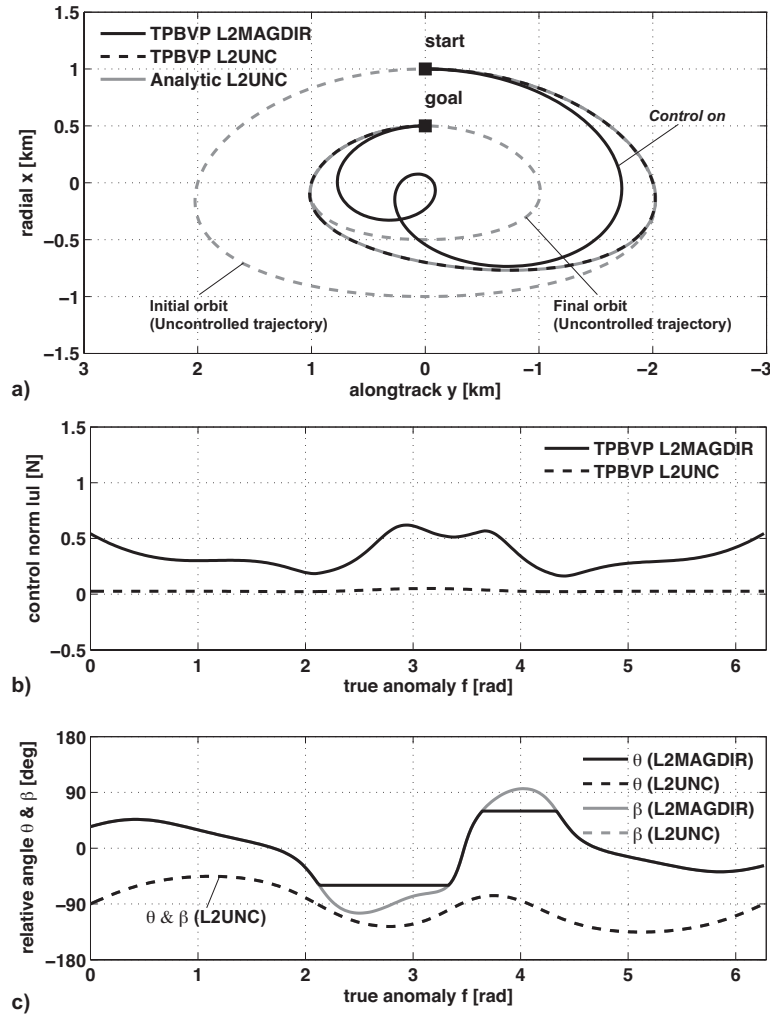 1.5
TPBVP L2MAGDIR
TPBVP L2UNC
Analytic L2UNC
start
goal
Control on
1
0.5
0
−0.5
−1
−1.5
radial x [km]
Initial orbit
(Uncontrolled trajectory)
Final orbit
(Uncontrolled trajectory)
3 2 1 0 -1 -2 -3
alongtrack y [km]
a)
1.5
1
0.5
0
−0.5
control norm lul [N]
TPBVP L2MAGDIR
TPBVP L2UNC
0 1 2 3 4 5 6
true anomaly f [rad]
b)
180
90
0
−90
−180
relative angle θ & β [deg]
θ (L2MAGDIR)
θ (L2UNC)
β (L2MAGDIR)
β (L2UNC)
θ & β (L2UNC)
0 1 2 3 4 5 6
true anomaly f [rad]
c)